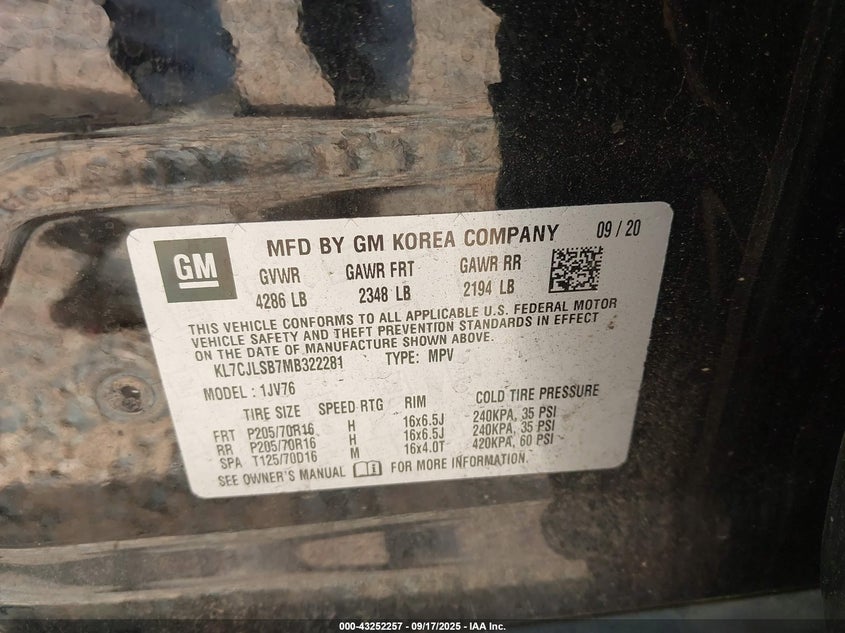 GM
MFD BY GM KOREA COMPANY 09 / 20
GVWR GAWR FRT GAWR RR
4286 LB 2348 LB 2194 LB
THIS VEHICLE CONFORMS TO ALL APPLICABLE U.S. FEDERAL MOTOR
VEHICLE SAFETY AND THEFT PREVENTION STANDARDS IN EFFECT
ON THE DATE OF MANUFACTURE SHOWN ABOVE.
KL7CJLSB7MB322281 TYPE: MPV
MODEL : 1JV76
TIRE SIZE SPEED RTG RIM COLD TIRE PRESSURE
FRT P205/70R16 H 16x6.5J 240KPA, 35 PSI
RR P205/70R16 H 16x6.5J 240KPA, 35 PSI
SPA T125/70D16 M 16x4.0T 420KPA, 60 PSI
SEE OWNER'S MANUAL FOR MORE INFORMATION.
000-43252257 - 09/17/2025 - IAA Inc.